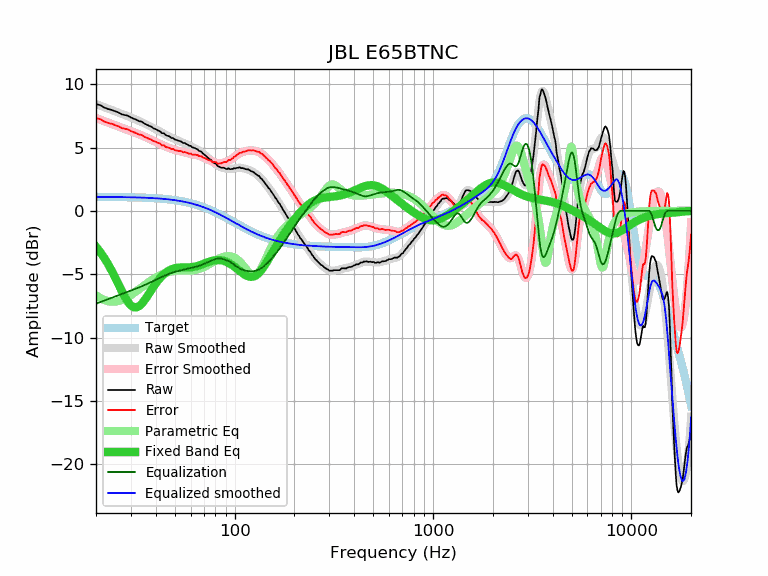 JBL E65BTNC
Amplitude (dBr)
10
5
0
−5
−10
−15
−20
Target
Raw Smoothed
Error Smoothed
Raw
Error
Parametric Eq
Fixed Band Eq
Equalization
Equalized smoothed
100
1000
10000
Frequency (Hz)